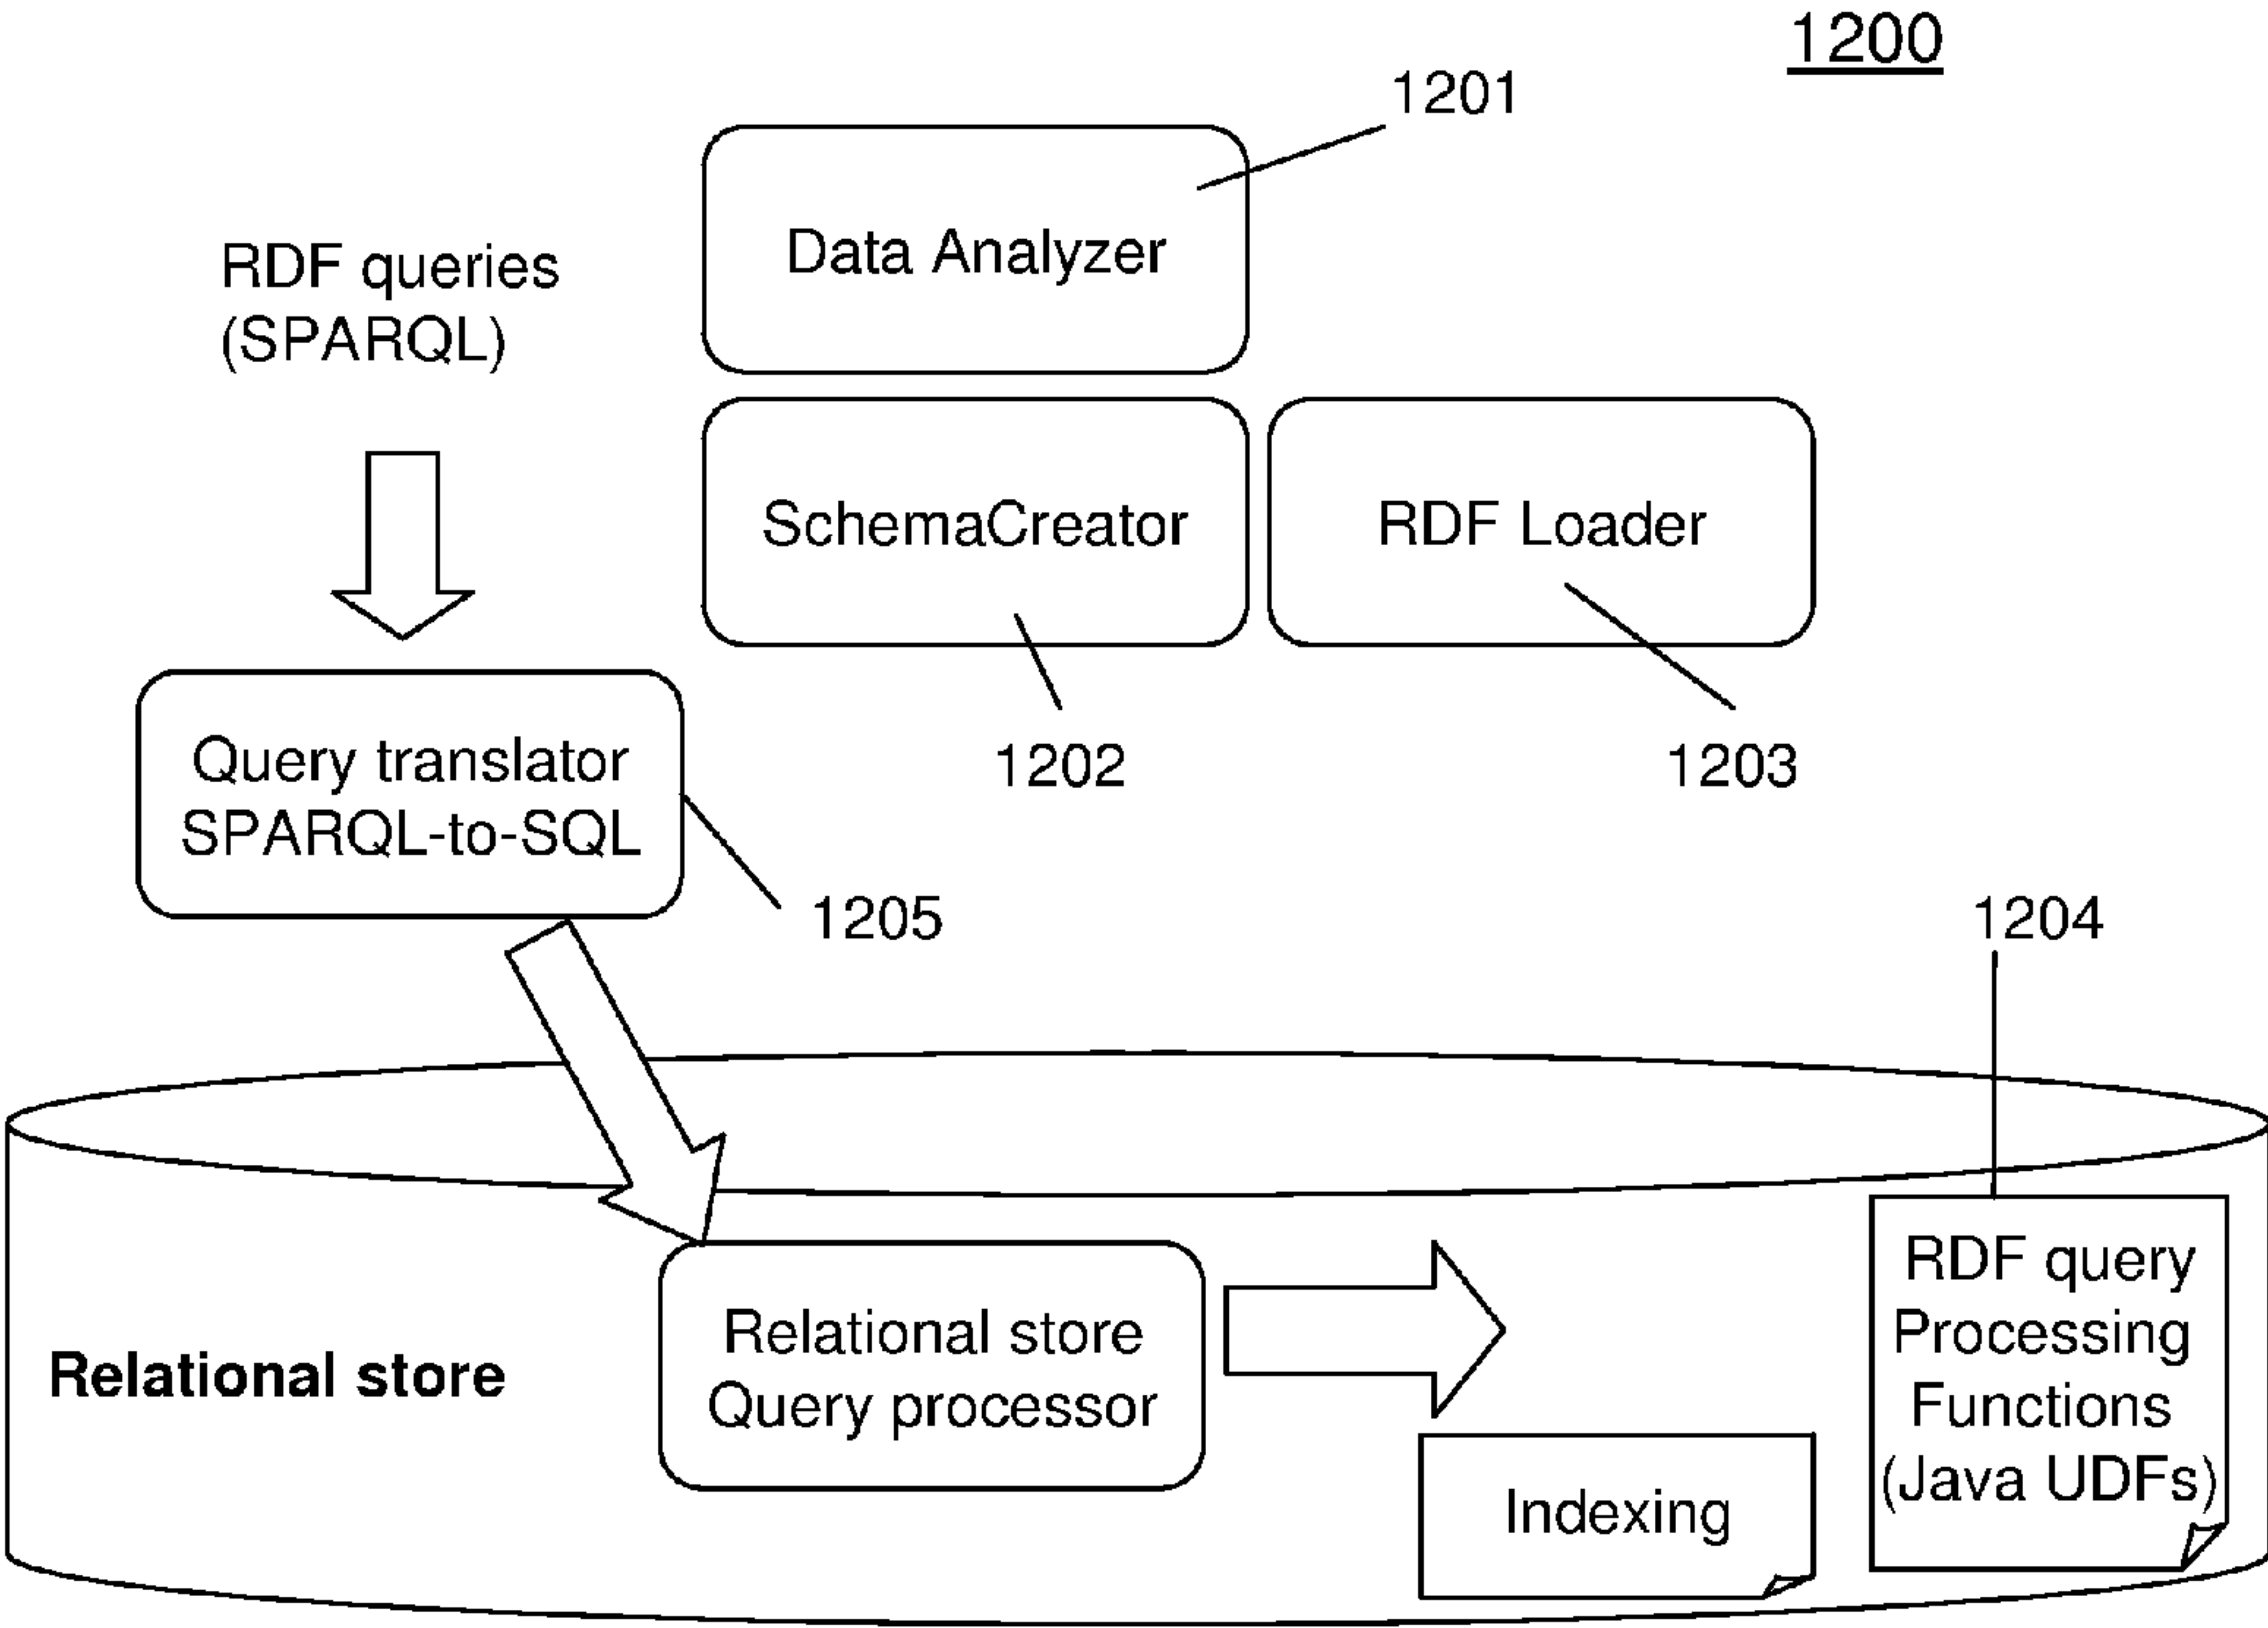 1200
1201
Data Analyzer
RDF queries
(SPARQL)
SchemaCreator
RDF Loader
1202
1203
Query translator
SPARQL-to-SQL
1205
1204
Relational store
Relational store
Query processor
Indexing
RDF query
Processing
Functions
(Java UDFs)